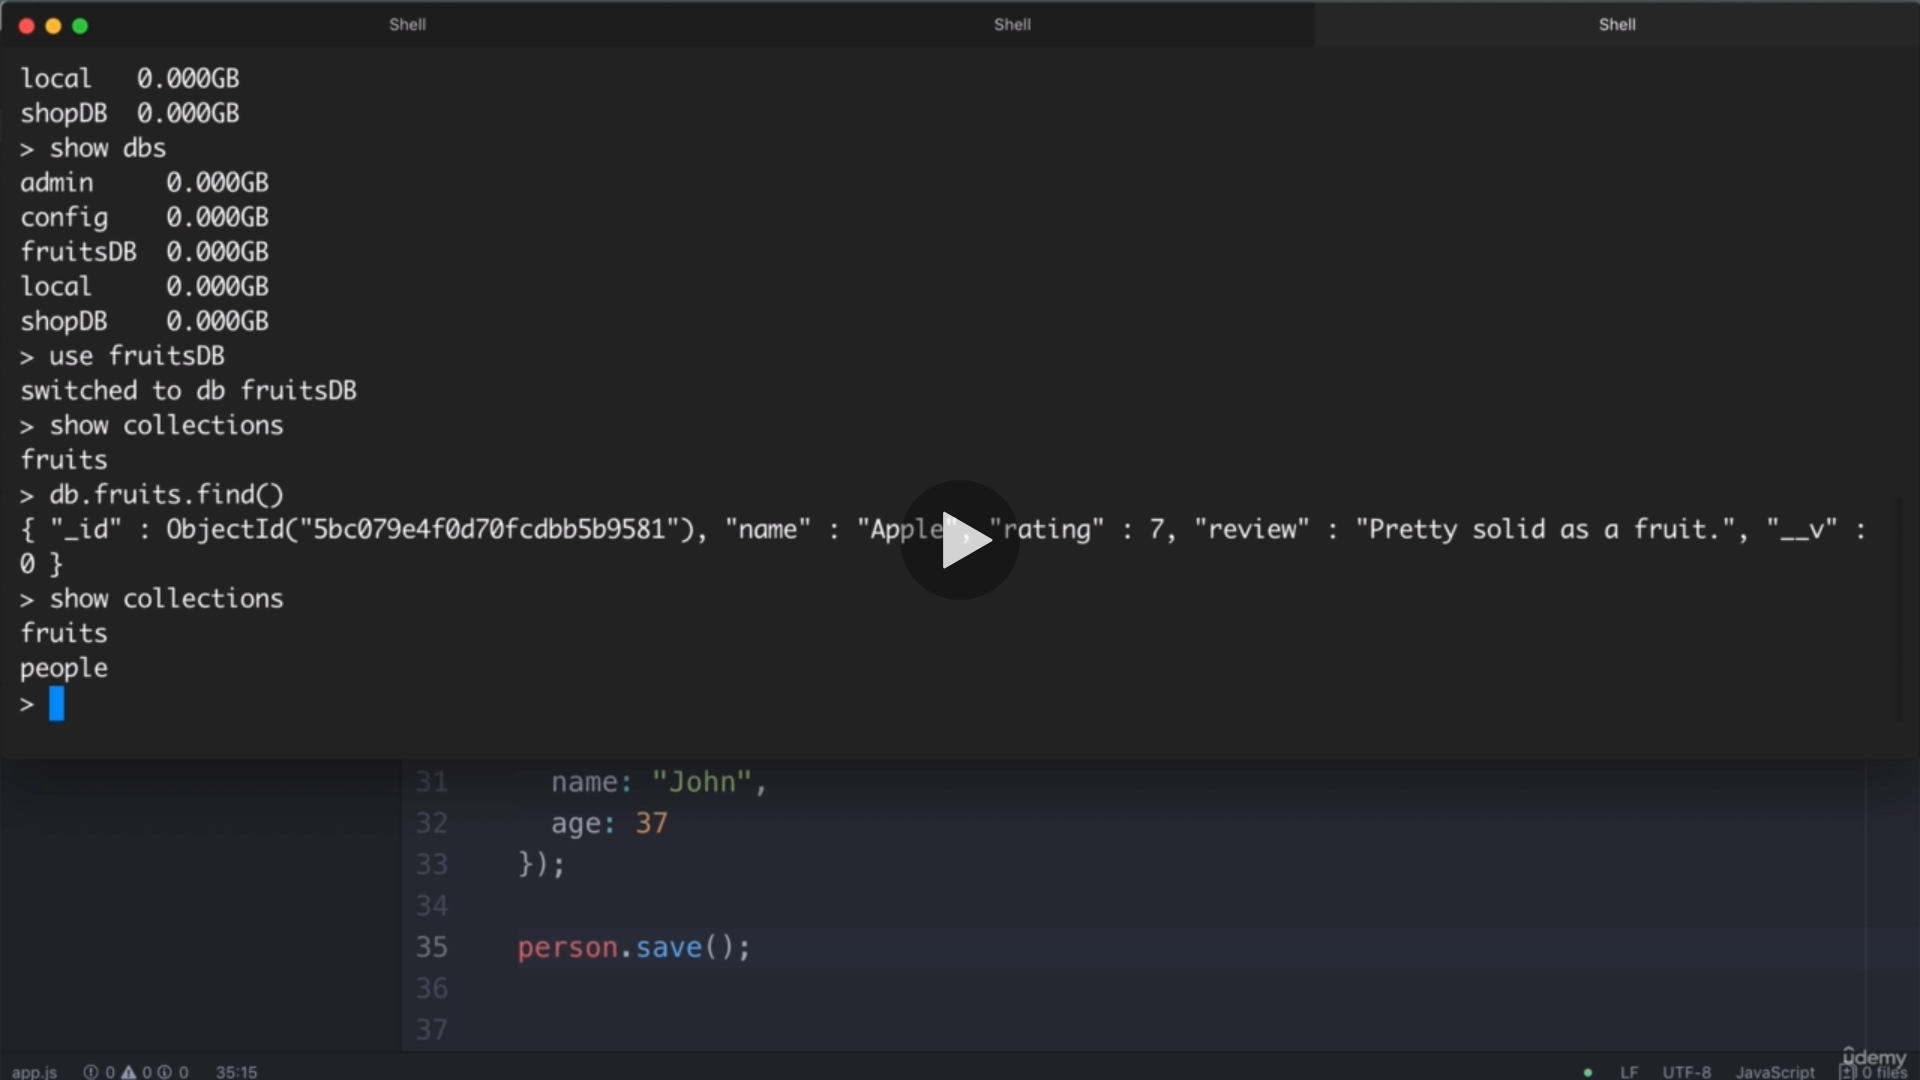 Shell Shell Shell
local 0.000GB
shopDB 0.000GB
> show dbs
admin 0.000GB
config 0.000GB
fruitsDB 0.000GB
local 0.000GB
shopDB 0.000GB
> use fruitsDB
switched to db fruitsDB
> show collections
fruits
> db.fruits.find()
{ "_id" : ObjectId("5bc079e4f0d70fcdbb5b9581"), "name" : "Apple", "rating" : 7, "review" : "Pretty solid as a fruit.", "__v" :
0 }
> show collections
fruits
people
>
31 name: "John",
32 age: 37
33 });
34
35 person.save();
36
37
udemy
app.js 0 0 0 35:15 LF UTF-8 JavaScript 0 files